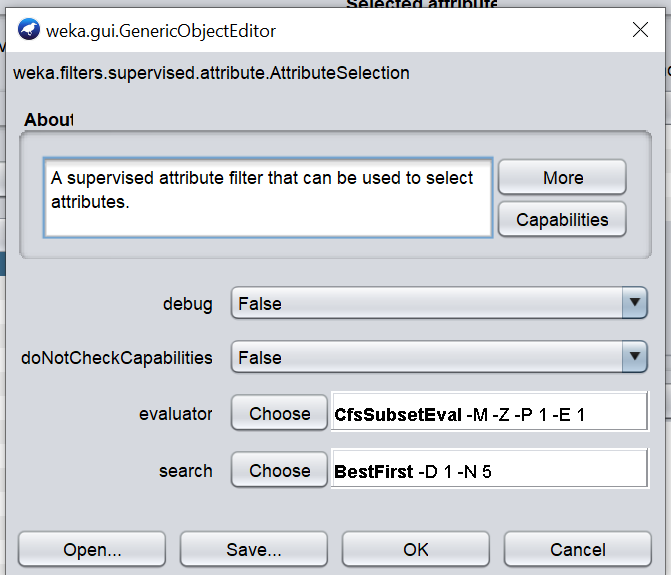 Selected attribute
weka.gui.GenericObjectEditor
weka.filters.supervised.attribute.AttributeSelection
About
A supervised attribute filter that can be used to select
attributes.
More
Capabilities
debug False
doNotCheckCapabilities False
evaluator Choose CfsSubsetEval -M -Z -P 1 -E 1
search Choose BestFirst -D 1 -N 5
Open... Save... OK Cancel